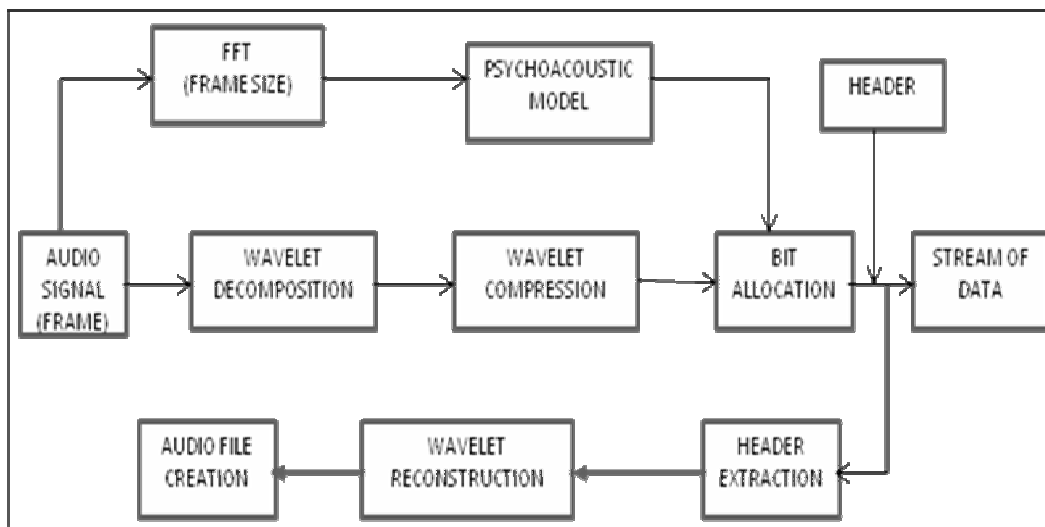 FFT
(FRAME SIZE)
PSYCHOACOUSTIC
MODEL
HEADER
AUDIO
SIGNAL
(FRAME)
WAVELET
DECOMPOSITION
WAVELET
COMPRESSION
BIT
ALLOCATION
STREAM OF
DATA
AUDIO FILE
CREATION
WAVELET
RECONSTRUCTION
HEADER
EXTRACTION